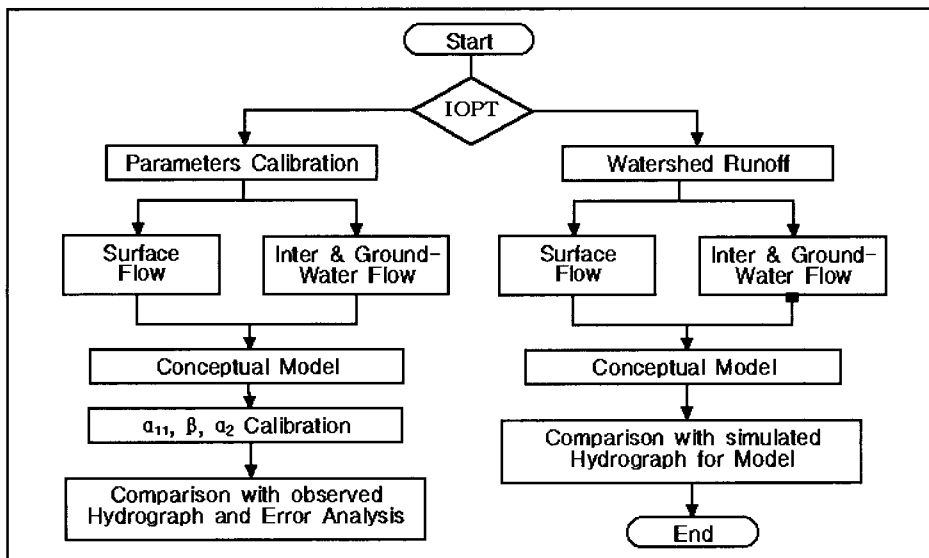 Start
IOPT
Parameters Calibration
Surface
Flow
Inter & Ground-
Water Flow
Conceptual Model
α₁₁, β, α₂ Calibration
Comparison with observed
Hydrograph and Error Analysis
Watershed Runoff
Surface
Flow
Inter & Ground-
Water Flow
Conceptual Model
Comparison with simulated
Hydrograph for Model
End